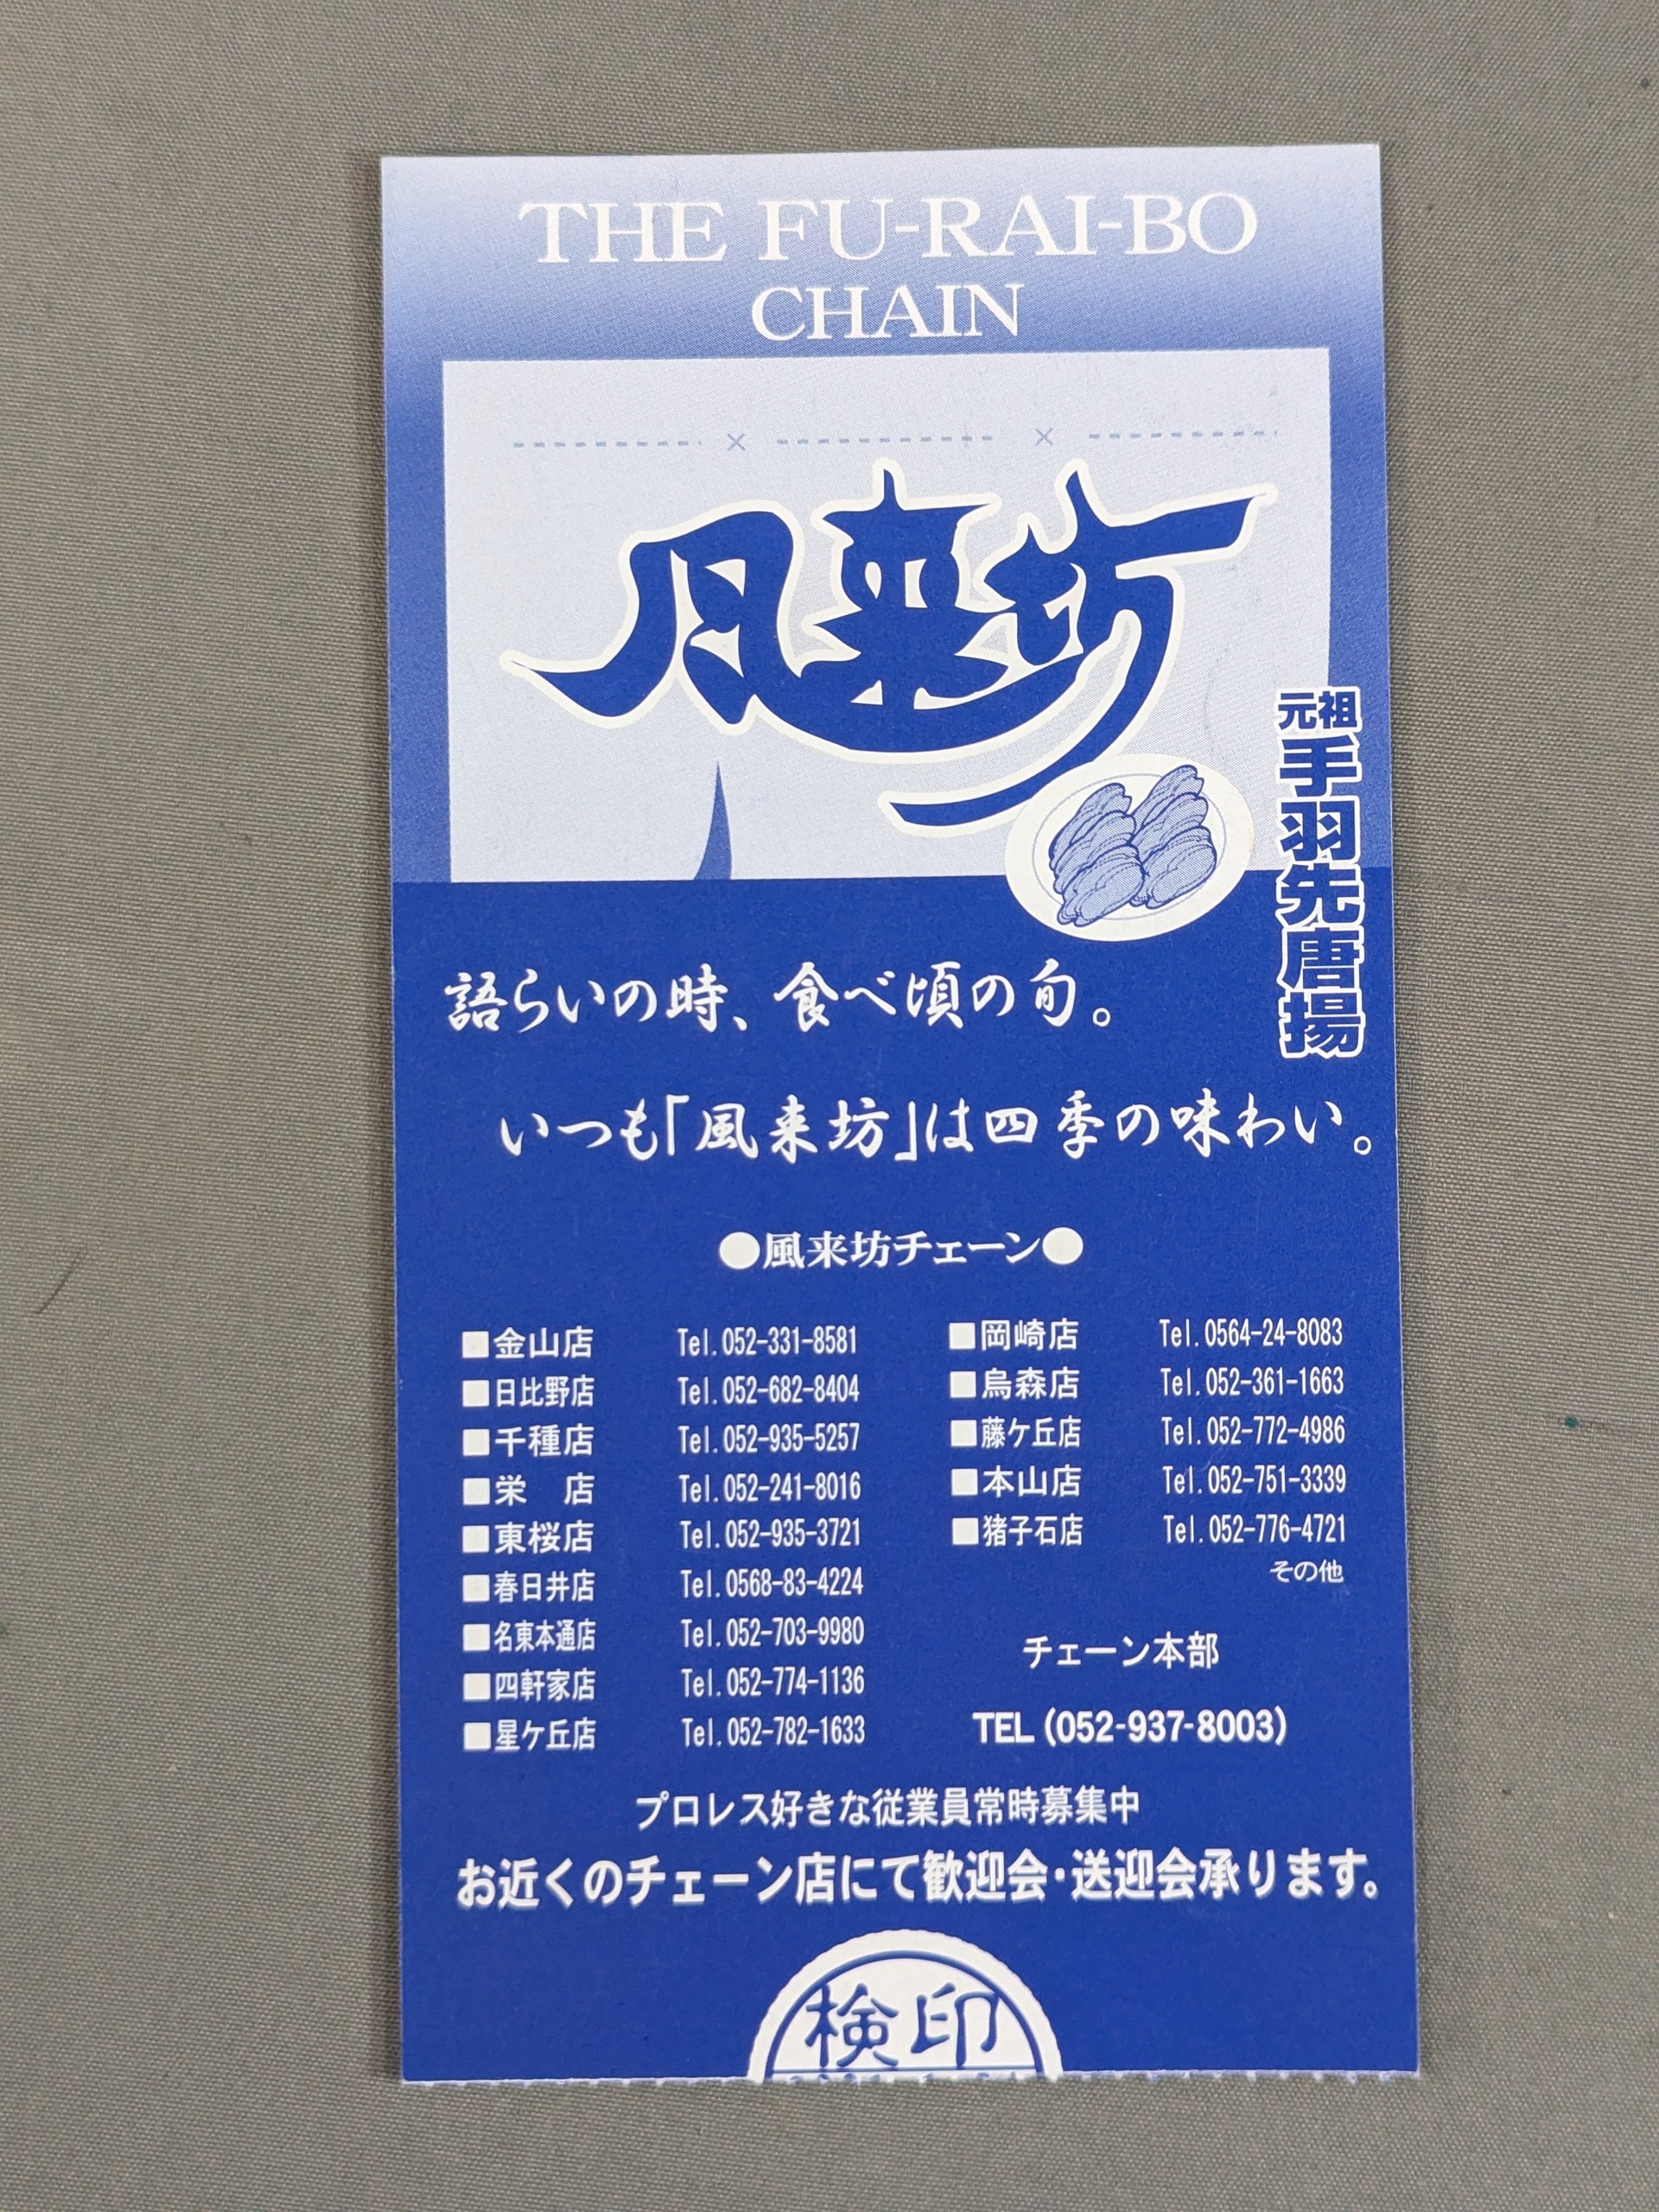 THE FU-RAI-BO
CHAIN
風来坊
元祖
手羽先唐揚
語らいの時、食べ頃の旬。
いつも「風来坊」は四季の味わい。
●風来坊チェーン●
■金山店 Tel.052-331-8581
■日比野店 Tel.052-682-8404
■千種店 Tel.052-935-5257
■栄　店 Tel.052-241-8016
■東桜店 Tel.052-935-3721
■春日井店 Tel.0568-83-4224
■名東本通店 Tel.052-703-9980
■四軒家店 Tel.052-774-1136
■星ケ丘店 Tel.052-782-1633
■岡崎店 Tel.0564-24-8083
■烏森店 Tel.052-361-1663
■藤ケ丘店 Tel.052-772-4986
■本山店 Tel.052-751-3339
■猪子石店 Tel.052-776-4721
その他
チェーン本部
TEL (052-937-8003)
プロレス好きな従業員常時募集中
お近くのチェーン店にて歓迎会・送迎会承ります。
検印